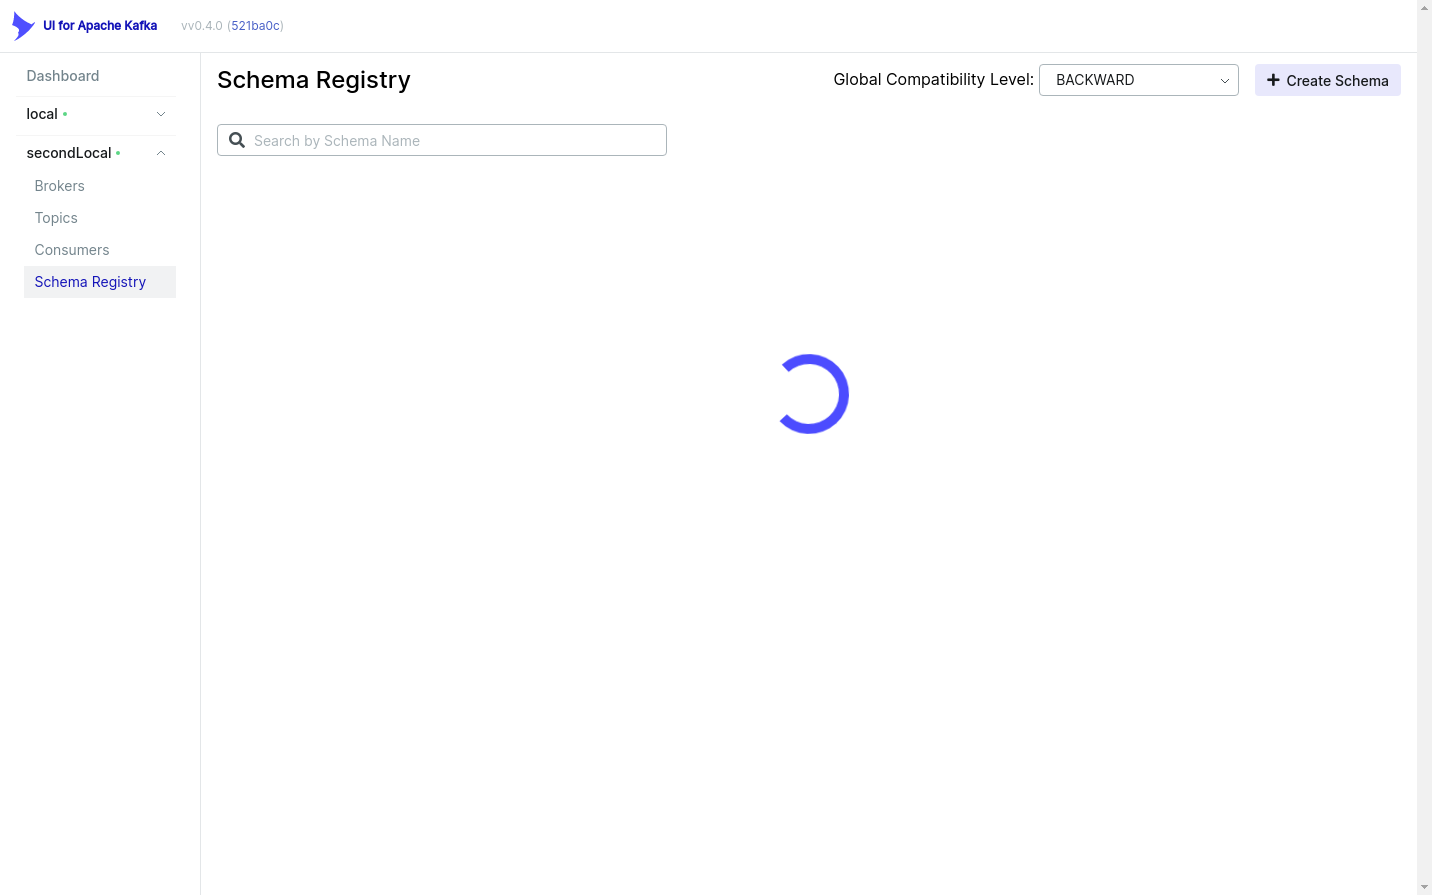 UI for Apache Kafka
vv0.4.0 (521ba0c)
Dashboard
local
secondLocal
Brokers
Topics
Consumers
Schema Registry
Schema Registry
Global Compatibility Level:
BACKWARD
Create Schema
Search by Schema Name